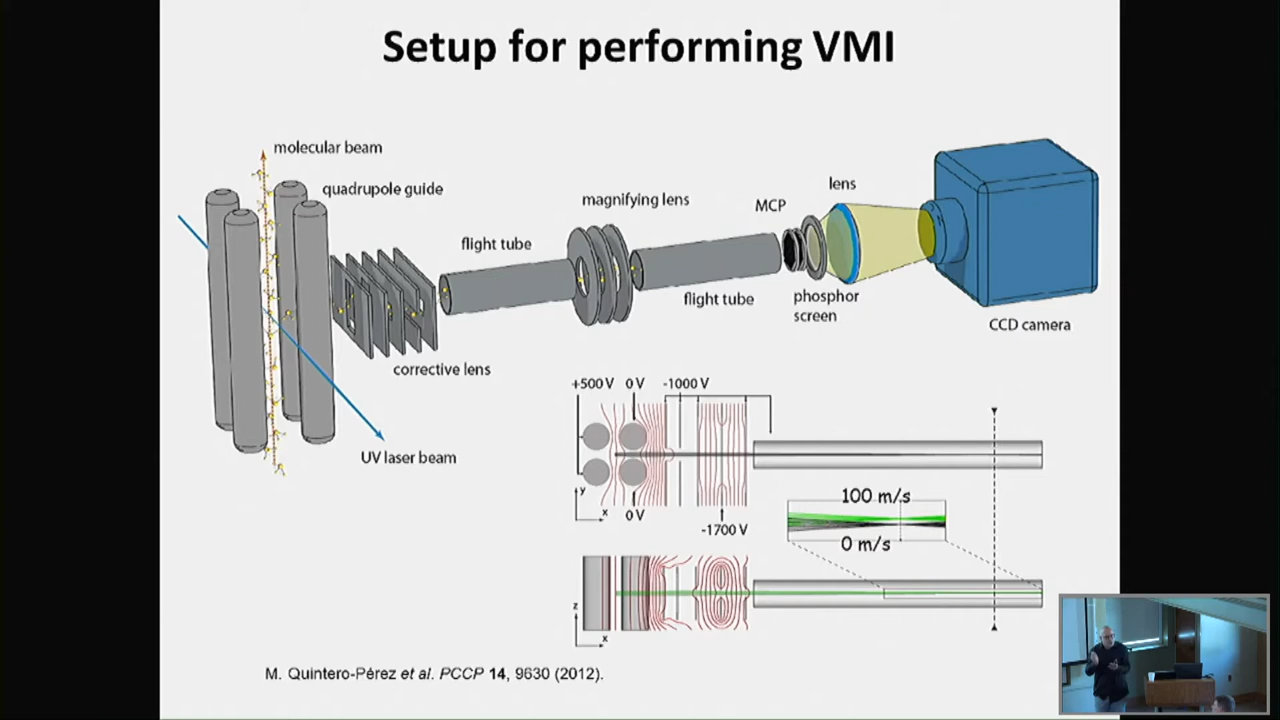 Setup for performing VMI
molecular beam
quadrupole guide
flight tube
magnifying lens
MCP
lens
flight tube
phosphor
screen
CCD camera
corrective lens
UV laser beam
+500 V 0 V -1000 V
y
x
0 V
-1700 V
100 m/s
0 m/s
z
x
M. Quintero-Pérez et al. PCCP 14, 9630 (2012).